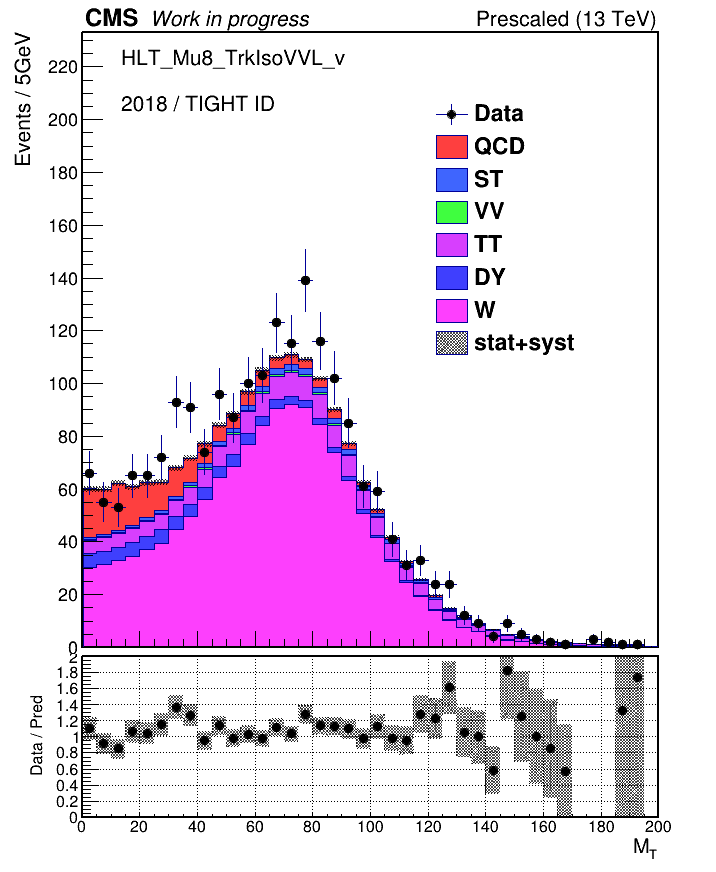 CMS Work in progress Prescaled (13 TeV)
HLT_Mu8_TrkIsoVVL_v
2018 / TIGHT ID
Data
QCD
ST
VV
TT
DY
W
stat+syst
Events / 5GeV
220
200
180
160
140
120
100
80
60
40
20
0
Data / Pred
2
1.8
1.6
1.4
1.2
1
0.8
0.6
0.4
0.2
0
0 20 40 60 80 100 120 140 160 180 200
M_T